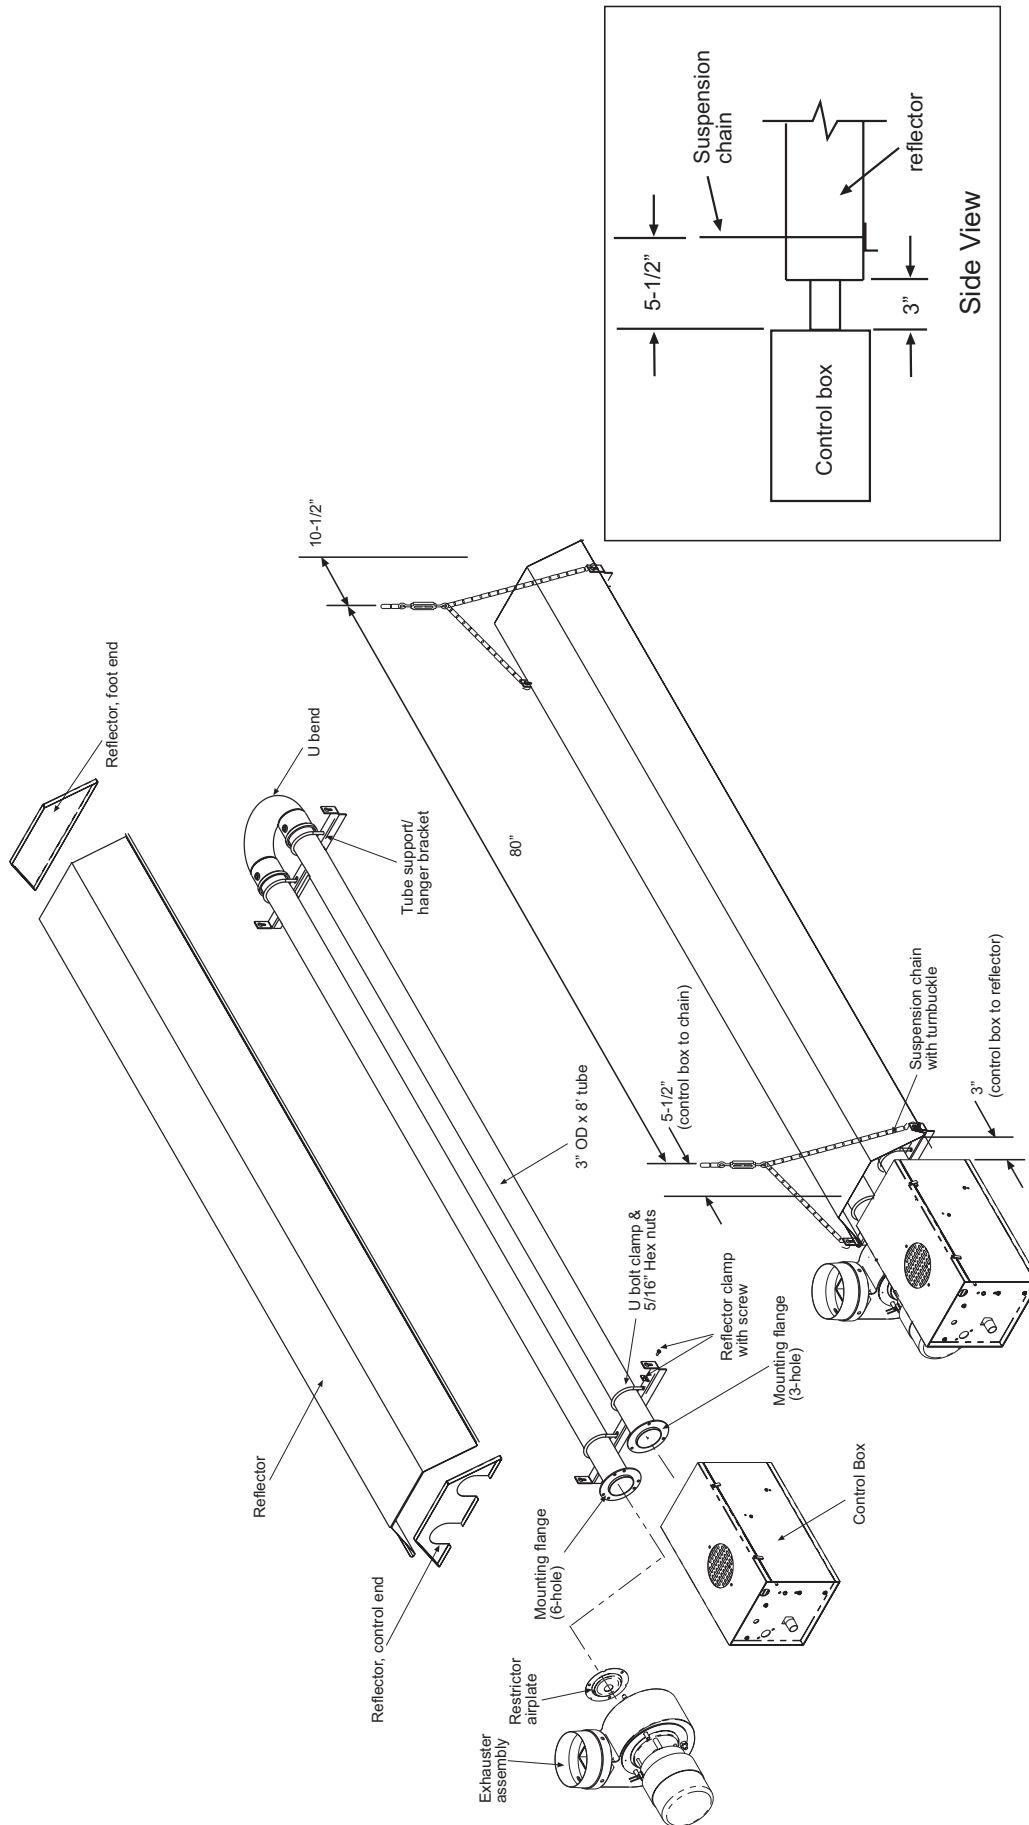 Reflector, foot end
U bend
Tube support/
hanger bracket
10-1/2”
80”
3” OD x 8’ tube
Reflector
Reflector, control end
5-1/2”
(control box to chain)
Suspension chain
with turnbuckle
3”
(control box to reflector)
U bolt clamp &
5/16” Hex nuts
Reflector clamp
with screw
Mounting flange
(3-hole)
Mounting flange
(6-hole)
Control Box
Restrictor
airplate
Exhauster
assembly
5-1/2”
Suspension
chain
reflector
3”
Control box
Side View